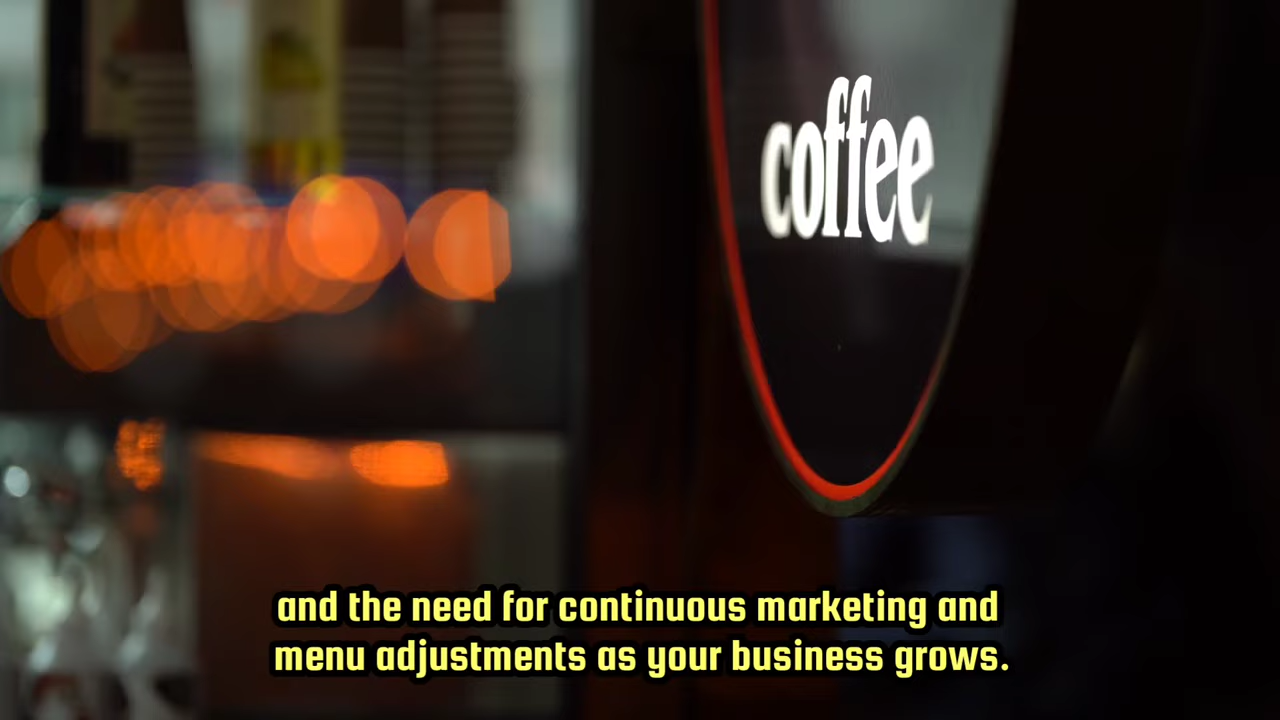 coffee
and the need for continuous marketing and
menu adjustments as your business grows.